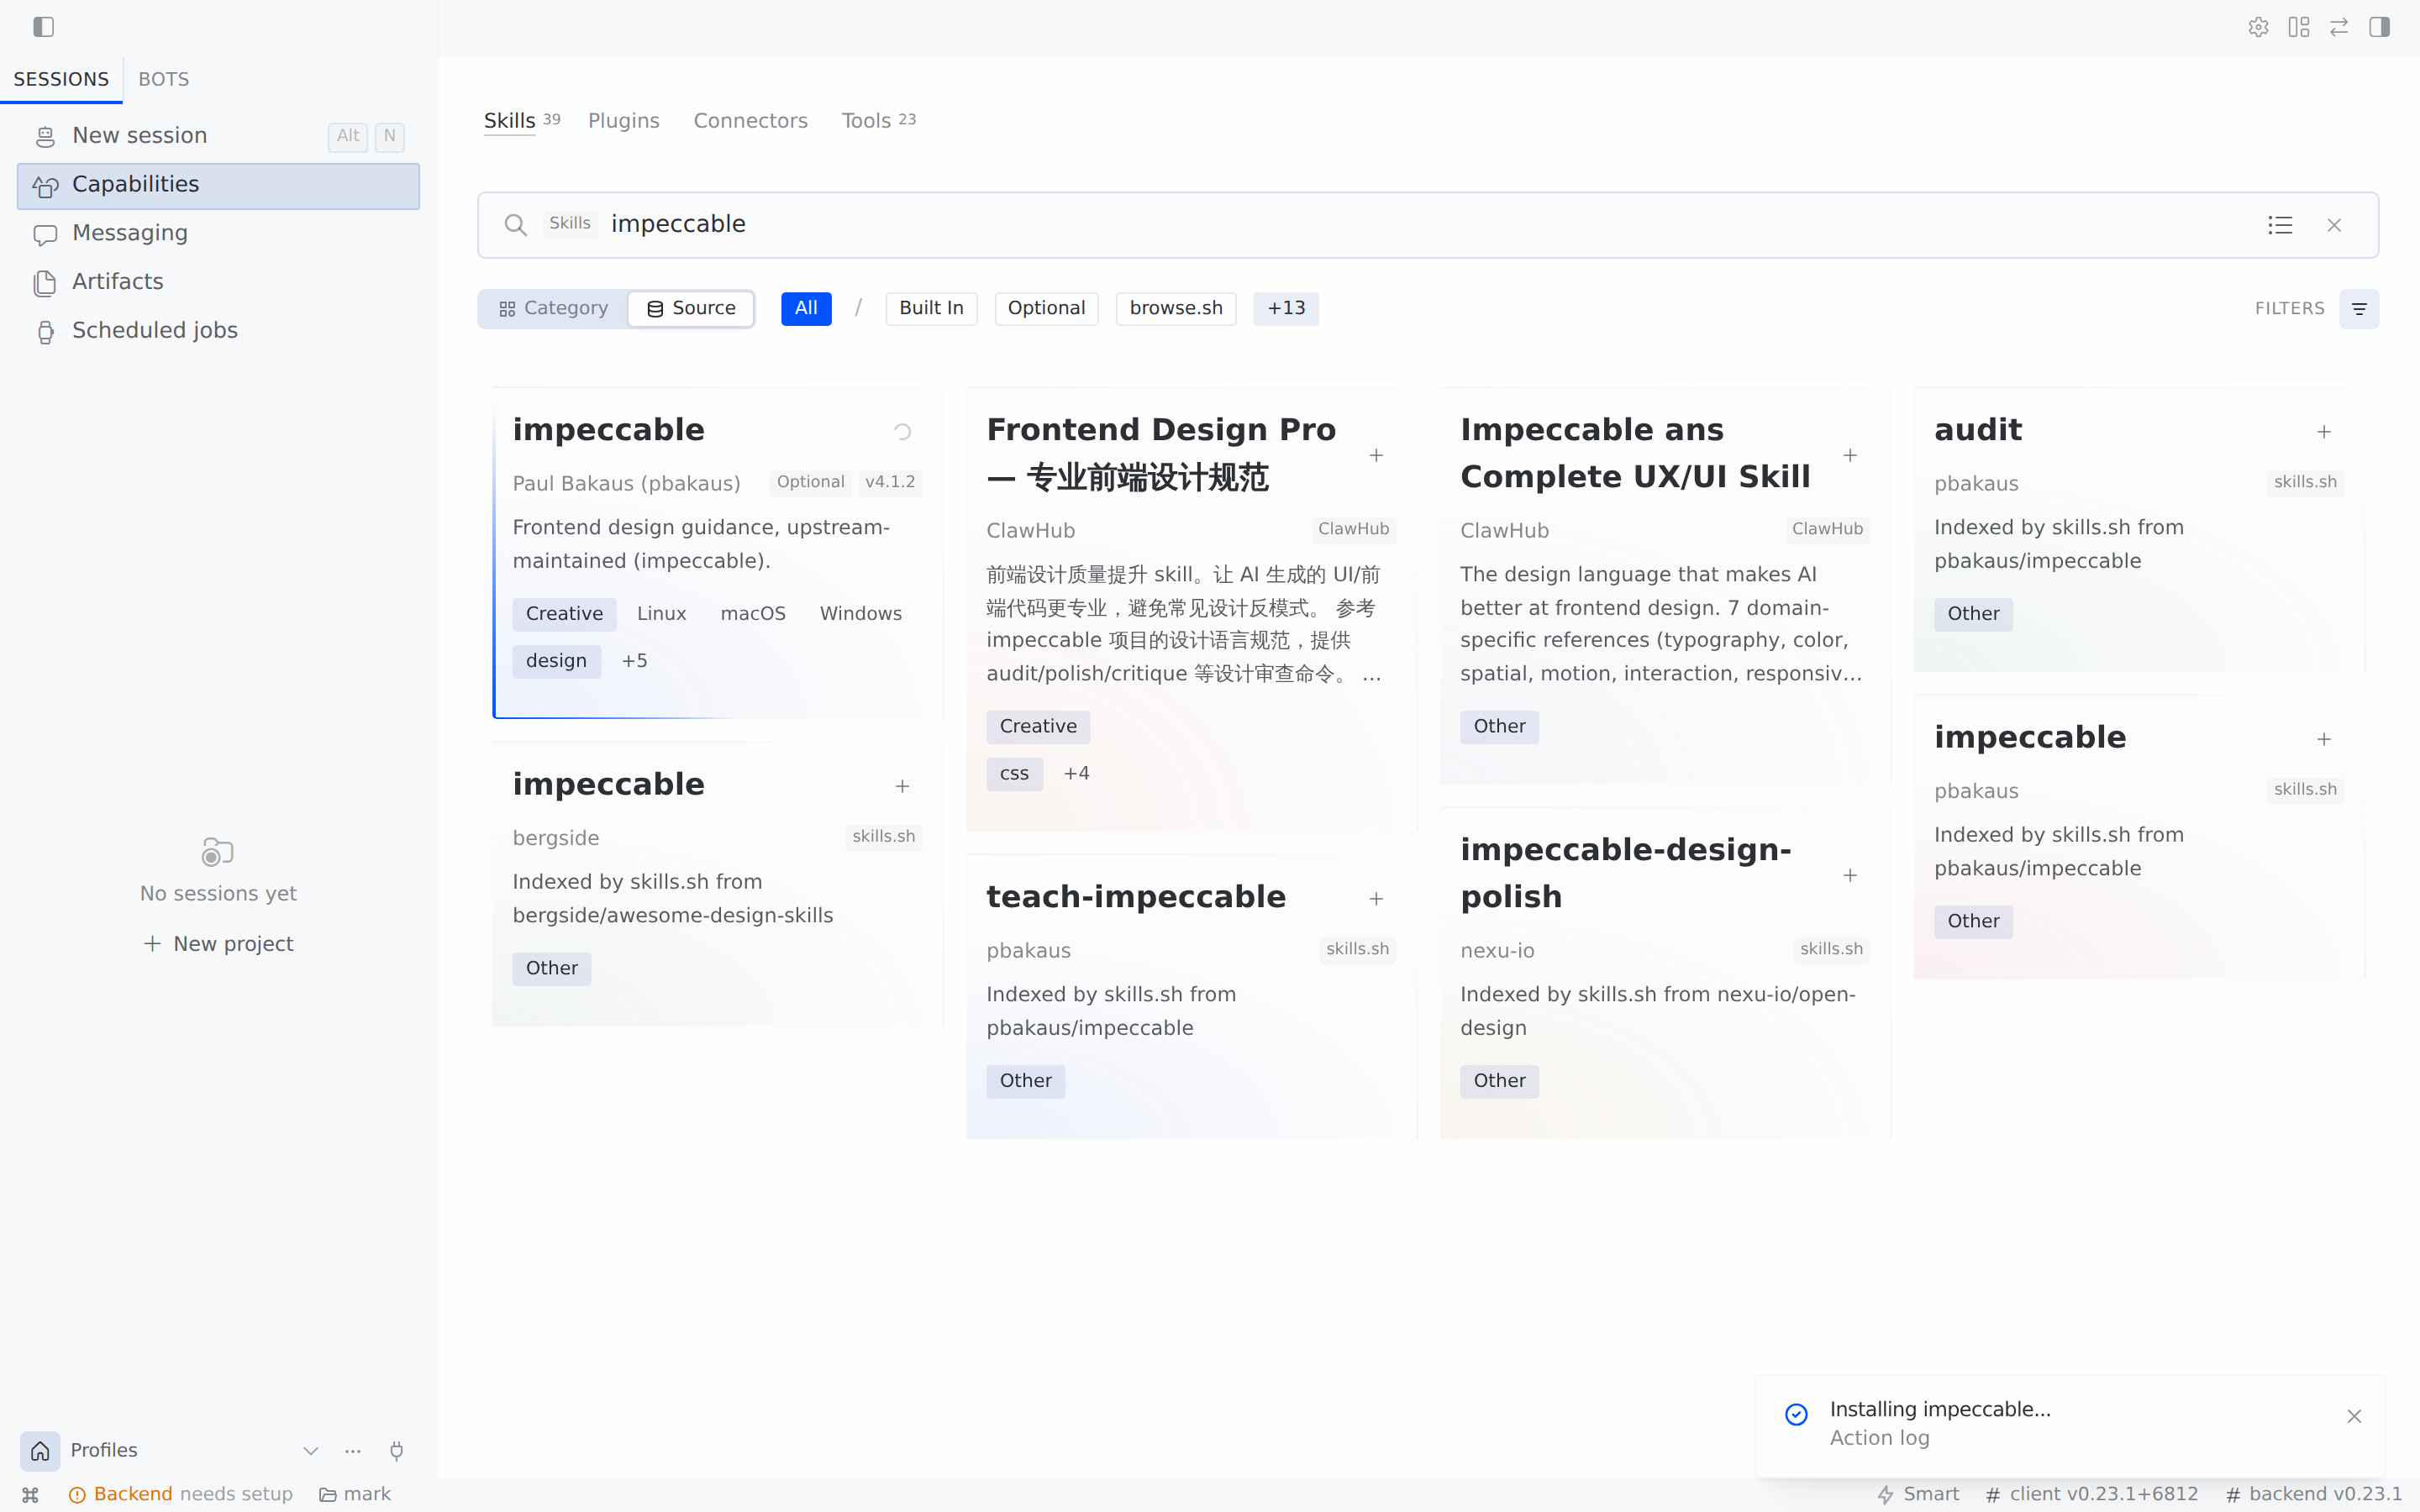 SESSIONS
BOTS
New session
Alt N
Capabilities
Messaging
Artifacts
Scheduled jobs
No sessions yet
New project
Profiles
Backend needs setup
mark
Skills 39
Plugins
Connectors
Tools 23
Skills impeccable
Category
Source
All / Built In Optional browse.sh +13
FILTERS
impeccable
Paul Bakaus (pbakaus)
Optional v4.1.2
Frontend design guidance, upstream-
maintained (impeccable).
Creative Linux macOS Windows
design +5
impeccable
bergside
skills.sh
Indexed by skills.sh from
bergside/awesome-design-skills
Other
Frontend Design Pro
— 专业前端设计规范
ClawHub
ClawHub
前端设计质量提升 skill。让 AI 生成的 UI/前
端代码更专业，避免常见设计反模式。 参考
impeccable 项目的设计语言规范，提供
audit/polish/critique 等设计审查命令。 ...
Creative
css +4
teach-impeccable
pbakaus
skills.sh
Indexed by skills.sh from
pbakaus/impeccable
Other
Impeccable ans
Complete UX/UI Skill
ClawHub
ClawHub
The design language that makes AI
better at frontend design. 7 domain-
specific references (typography, color,
spatial, motion, interaction, responsiv...
Other
impeccable-design-
polish
nexu-io
skills.sh
Indexed by skills.sh from nexu-io/open-
design
Other
audit
pbakaus
skills.sh
Indexed by skills.sh from
pbakaus/impeccable
Other
impeccable
pbakaus
skills.sh
Indexed by skills.sh from
pbakaus/impeccable
Other
Installing impeccable...
Action log
Smart
# client v0.23.1+6812
# backend v0.23.1